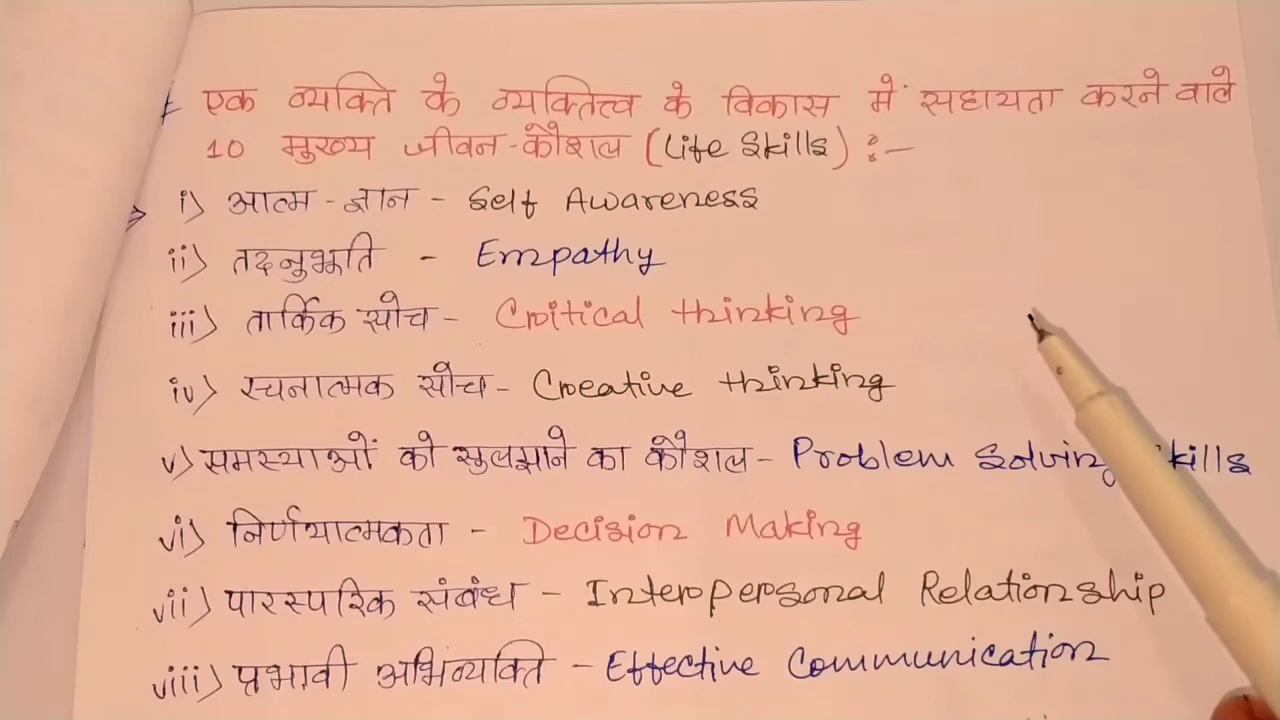 एक व्यक्ति के व्यक्तित्व के विकास में सहायता करने वाले
10 मुख्य जीवन-कौशल (Life Skills) :-
i) आत्म-ज्ञान - Self Awareness
ii) तदनुभूति - Empathy
iii) तार्किक सोच - Critical thinking
iv) रचनात्मक सोच - Creative thinking
v) समस्याओं को सुलझाने का कौशल - Problem Solving Skills
vi) निर्णयात्मकता - Decision Making
vii) पारस्परिक संबंध - Interpersonal Relationship
viii) प्रभावी अभिव्यक्ति - Effective Communication